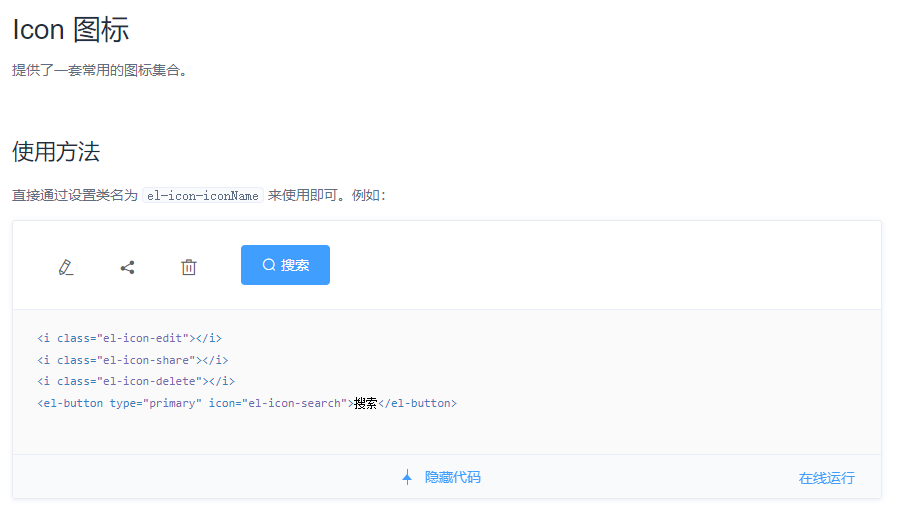 Icon 图标
提供了一套常用的图标集合。
使用方法
直接通过设置类名为 el-icon-iconName 来使用即可。例如：
搜索
<i class="el-icon-edit"></i>
<i class="el-icon-share"></i>
<i class="el-icon-delete"></i>
<el-button type="primary" icon="el-icon-search">搜索</el-button>
隐藏代码
在线运行